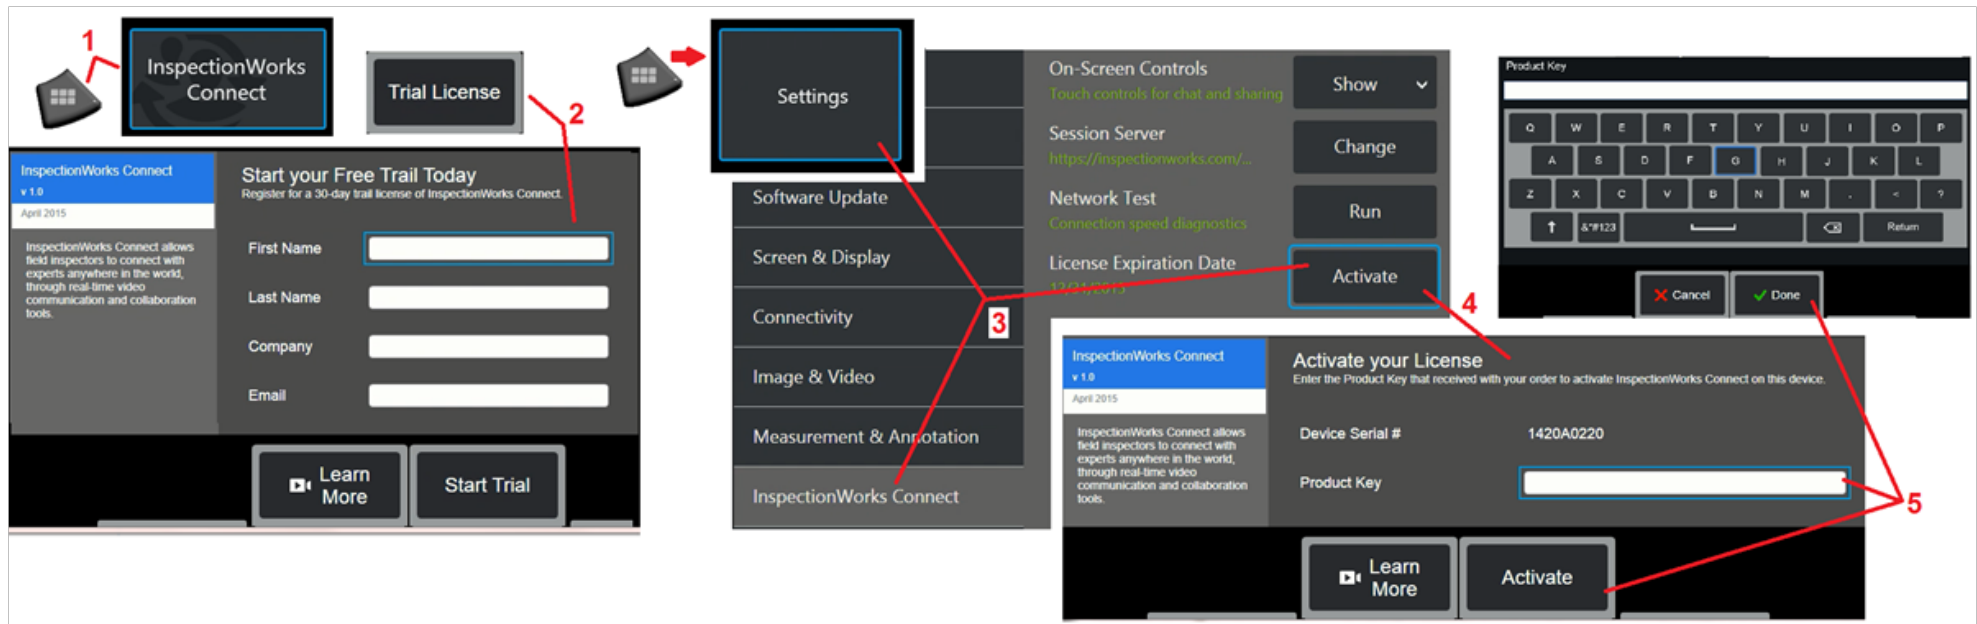 1
InspectionWorks
Connect
Trial License
2
InspectionWorks Connect
v 1.0
April 2015
InspectionWorks Connect allows
field inspectors to connect with
experts anywhere in the world,
through real-time video
communication and collaboration
tools.
Start your Free Trail Today
Register for a 30-day trail license of InspectionWorks Connect.
First Name
Last Name
Company
Email
Learn
More
Start Trial
Settings
Software Update
Screen & Display
Connectivity
Image & Video
Measurement & Annotation
InspectionWorks Connect
3
On-Screen Controls
Touch controls for chat and sharing
Show
Session Server
https://inspectionworks.com/...
Change
Network Test
Connection speed diagnostics
Run
License Expiration Date
12/31/2015
Activate
4
Product Key
Q W E R T Y U I O P
A S D F G H J K L
Z X C V B N M . < ?
&*#123
Return
Cancel
Done
InspectionWorks Connect
v 1.0
April 2015
InspectionWorks Connect allows
field inspectors to connect with
experts anywhere in the world,
through real-time video
communication and collaboration
tools.
Activate your License
Enter the Product Key that received with your order to activate InspectionWorks Connect on this device.
Device Serial # 1420A0220
Product Key
5
Learn
More
Activate